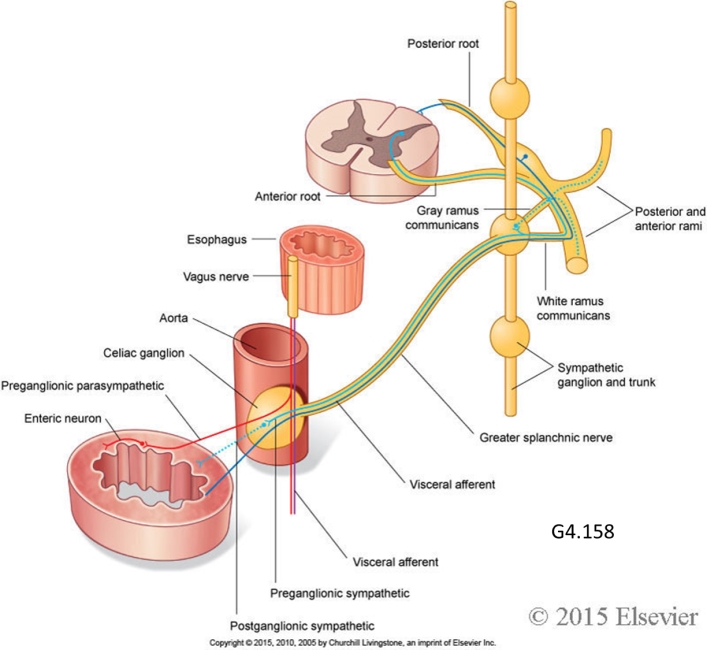 Posterior root
Anterior root
Gray ramus
communicans
Posterior and
anterior rami
Esophagus
Vagus nerve
White ramus
communicans
Aorta
Celiac ganglion
Sympathetic
ganglion and trunk
Preganglionic parasympathetic
Enteric neuron
Greater splanchnic nerve
Visceral afferent
G4.158
Visceral afferent
Preganglionic sympathetic
© 2015 Elsevier
Postganglionic sympathetic
Copyright © 2015, 2010, 2005 by Churchill Livingstone, an imprint of Elsevier Inc.